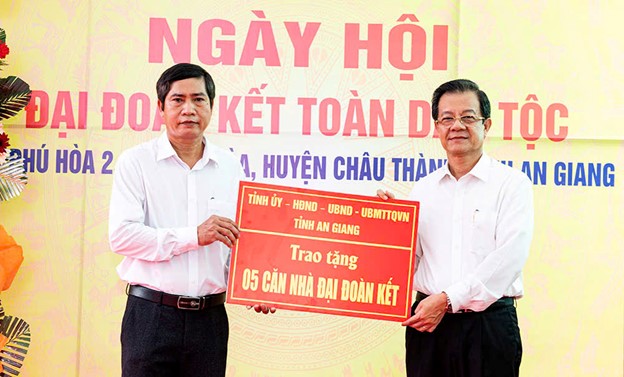 NGÀY HỘI
ĐẠI ĐOÀN KẾT TOÀN DÂN TỘC
PHÚ HÒA 2 HUYỆN CHÂU THÀNH AN GIANG
TỈNH ỦY - HĐND - UBND - UBMTTQVN
TỈNH AN GIANG
Trao tặng
05 CĂN NHÀ ĐẠI ĐOÀN KẾT